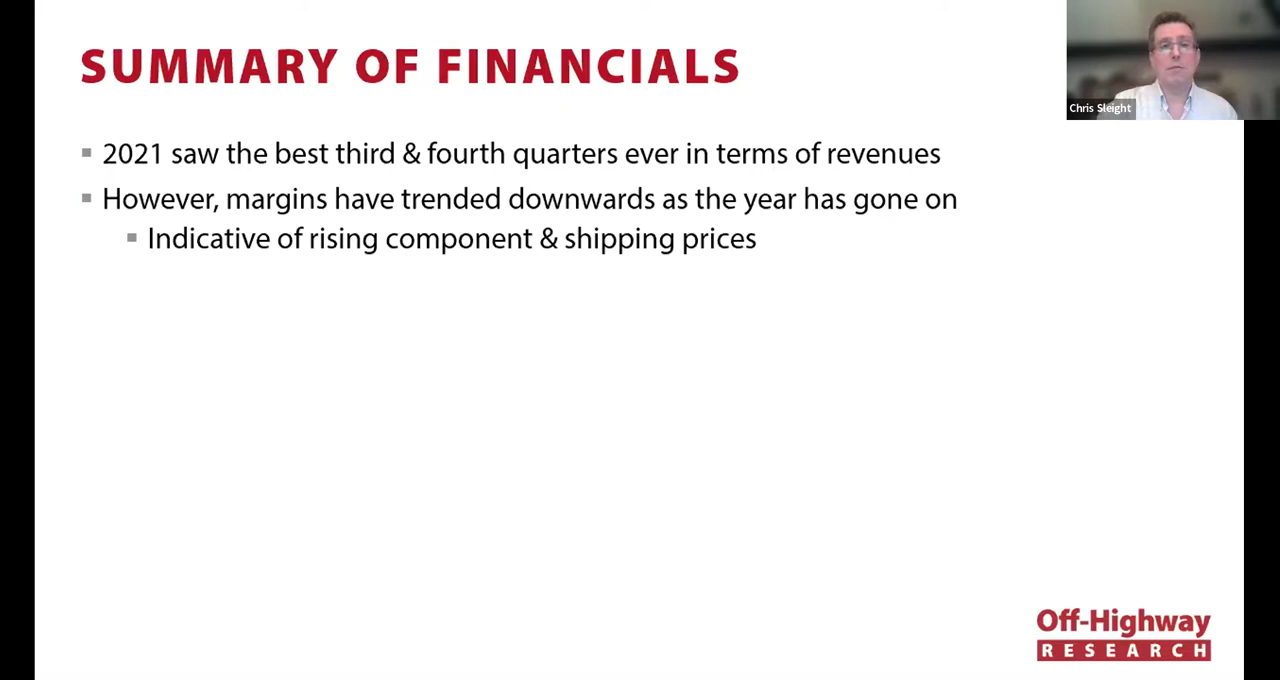 SUMMARY OF FINANCIALS
Chris Sleight
2021 saw the best third & fourth quarters ever in terms of revenues
However, margins have trended downwards as the year has gone on
Indicative of rising component & shipping prices
Off-Highway
RESEARCH